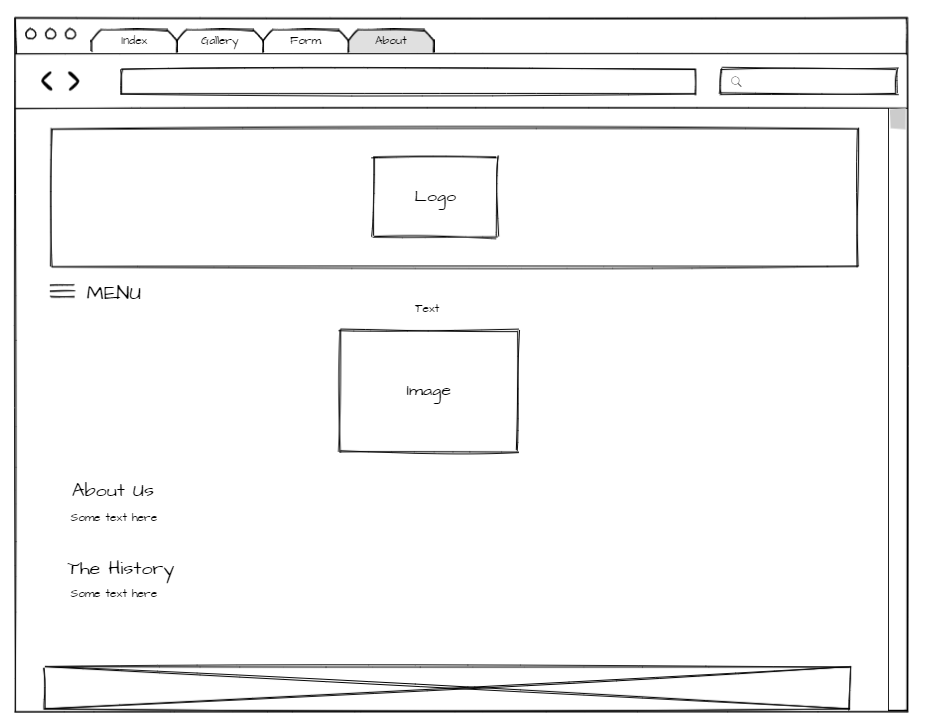 Index
Gallery
Form
About
Logo
MENU
Text
Image
About Us
Some text here
The History
Some text here